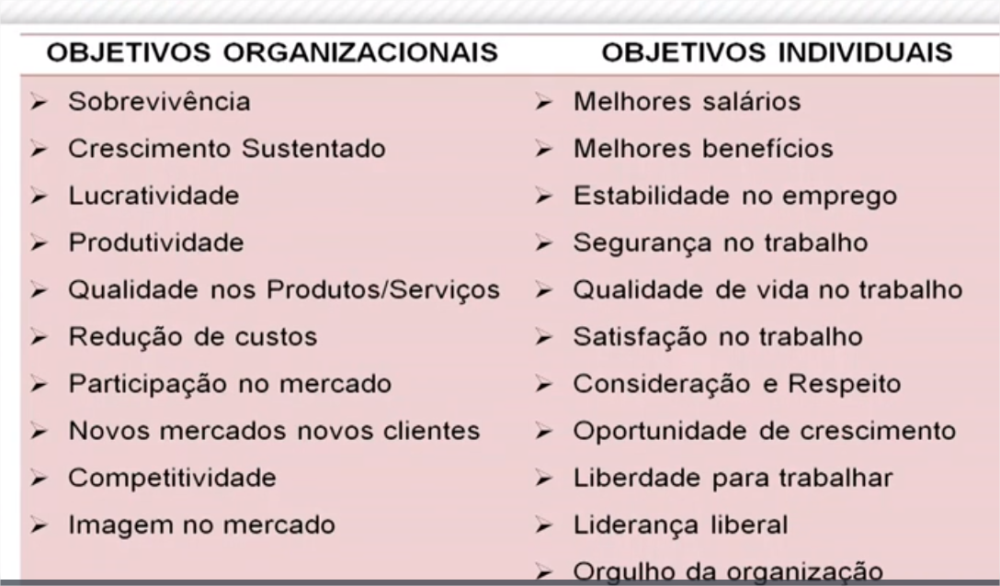 OBJETIVOS ORGANIZACIONAIS
➢ Sobrevivência
➢ Crescimento Sustentado
➢ Lucratividade
➢ Produtividade
➢ Qualidade nos Produtos/Serviços
➢ Redução de custos
➢ Participação no mercado
➢ Novos mercados novos clientes
➢ Competitividade
➢ Imagem no mercado
OBJETIVOS INDIVIDUAIS
➢ Melhores salários
➢ Melhores benefícios
➢ Estabilidade no emprego
➢ Segurança no trabalho
➢ Qualidade de vida no trabalho
➢ Satisfação no trabalho
➢ Consideração e Respeito
➢ Oportunidade de crescimento
➢ Liberdade para trabalhar
➢ Liderança liberal
➢ Orgulho da organização